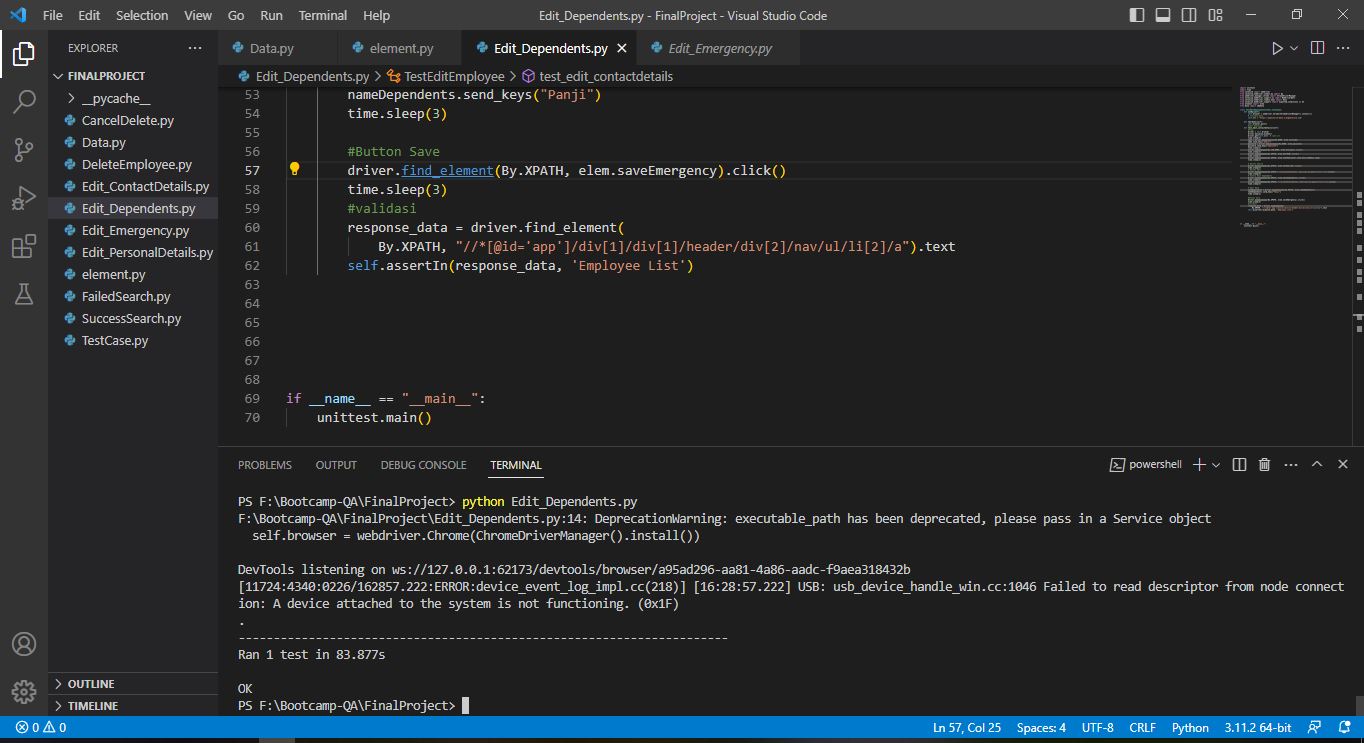 File Edit Selection View Go Run Terminal Help Edit_Dependents.py - FinalProject - Visual Studio Code
EXPLORER
FINALPROJECT
__pycache__
CancelDelete.py
Data.py
DeleteEmployee.py
Edit_ContactDetails.py
Edit_Dependents.py
Edit_Emergency.py
Edit_PersonalDetails.py
element.py
FailedSearch.py
SuccessSearch.py
TestCase.py
OUTLINE
TIMELINE
Data.py element.py Edit_Dependents.py Edit_Emergency.py
Edit_Dependents.py > TestEditEmployee > test_edit_contactdetails
53 nameDependents.send_keys("Panji")
54 time.sleep(3)
55
56 #Button Save
57 driver.find_element(By.XPATH, elem.saveEmergency).click()
58 time.sleep(3)
59 #validasi
60 response_data = driver.find_element(
61 By.XPATH, "//*[@id='app']/div[1]/div[1]/header/div[2]/nav/ul/li[2]/a").text
62 self.assertIn(response_data, 'Employee List')
63
64
65
66
67
68
69 if __name__ == "__main__":
70 unittest.main()
PROBLEMS OUTPUT DEBUG CONSOLE TERMINAL powershell
PS F:\Bootcamp-QA\FinalProject> python Edit_Dependents.py
F:\Bootcamp-QA\FinalProject\Edit_Dependents.py:14: DeprecationWarning: executable_path has been deprecated, please pass in a Service object
self.browser = webdriver.Chrome(ChromeDriverManager().install())
DevTools listening on ws://127.0.0.1:62173/devtools/browser/a95ad296-aa81-4a86-aadc-f9aea318432b
[11724:4340:0226/162857.222:ERROR:device_event_log_impl.cc(218)] [16:28:57.222] USB: usb_device_handle_win.cc:1046 Failed to read descriptor from node connect
ion: A device attached to the system is not functioning. (0x1F)
.
----------------------------------------------------------------------
Ran 1 test in 83.877s
OK
PS F:\Bootcamp-QA\FinalProject>
0 0 Ln 57, Col 25 Spaces: 4 UTF-8 CRLF Python 3.11.2 64-bit